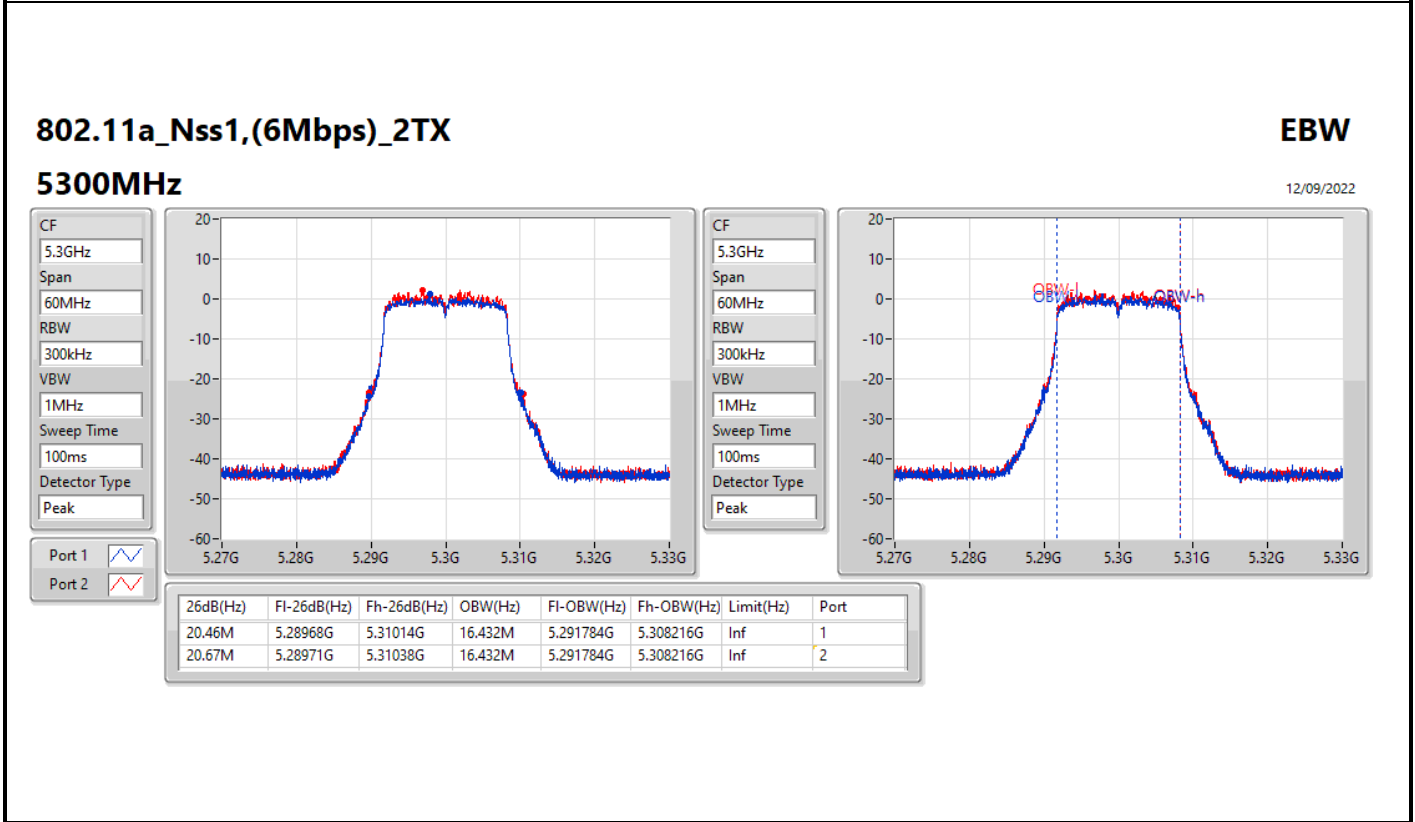 802.11a_Nss1,(6Mbps)_2TX
EBW
5300MHz
12/09/2022
CF
5.3GHz
Span
60MHz
RBW
300kHz
VBW
1MHz
Sweep Time
100ms
Detector Type
Peak
Port 1
Port 2
20
10
0
-10
-20
-30
-40
-50
-60
5.27G 5.28G 5.29G 5.3G 5.31G 5.32G 5.33G
CF
5.3GHz
Span
60MHz
RBW
300kHz
VBW
1MHz
Sweep Time
100ms
Detector Type
Peak
20
10
0
-10
-20
-30
-40
-50
-60
OBW-l
OBW-h
5.27G 5.28G 5.29G 5.3G 5.31G 5.32G 5.33G
26dB(Hz) Fl-26dB(Hz) Fh-26dB(Hz) OBW(Hz) Fl-OBW(Hz) Fh-OBW(Hz) Limit(Hz) Port
20.46M 5.28968G 5.31014G 16.432M 5.291784G 5.308216G Inf 1
20.67M 5.28971G 5.31038G 16.432M 5.291784G 5.308216G Inf 2